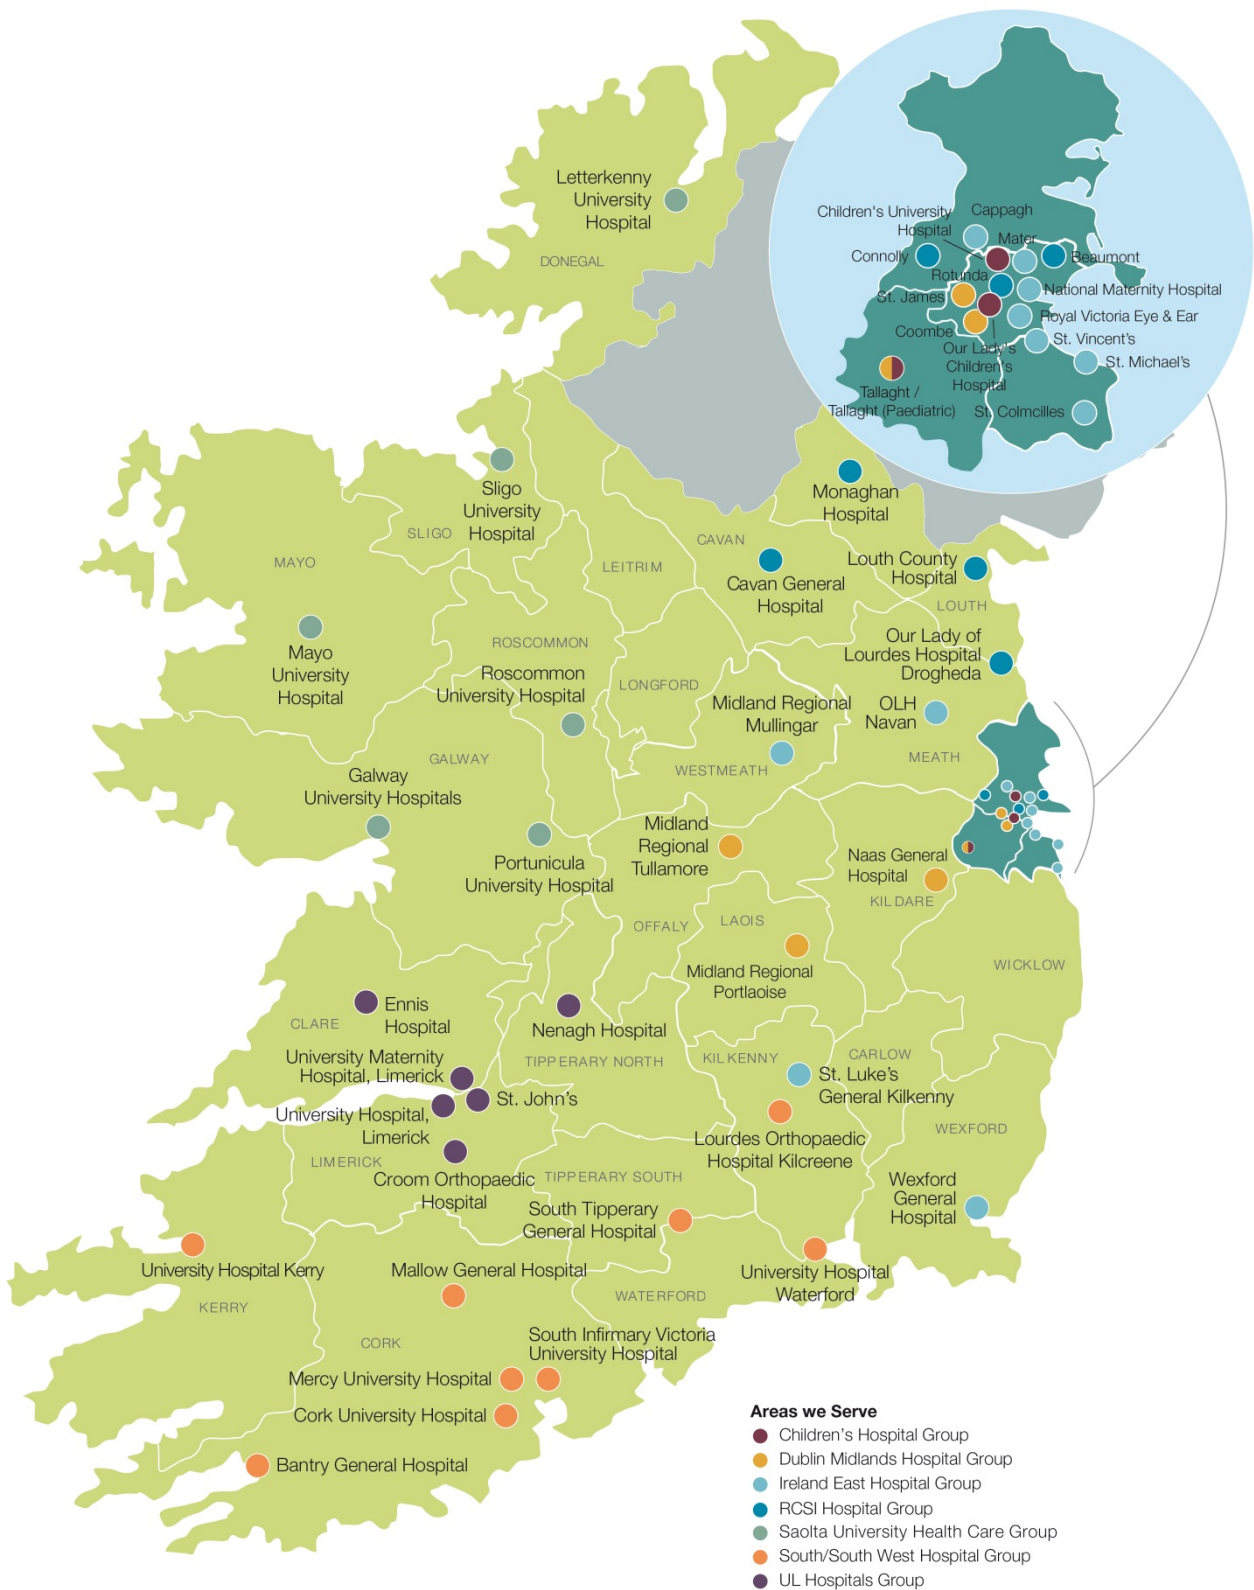 Letterkenny
University
Hospital
DONEGAL
Children's University
Hospital
Cappagh
Mater
Connolly
Beaumont
Rotunda
National Maternity Hospital
St. James
Royal Victoria Eye & Ear
Coombe
St. Vincent's
Our Lady's
Children's
Hospital
St. Michael's
Tallaght /
Tallaght (Paediatric)
St. Colmcilles
Sligo
University
Hospital
SLIGO
Monaghan
Hospital
CAVAN
Cavan General
Hospital
Louth County
Hospital
LOUTH
MAYO
LEITRIM
Mayo
University
Hospital
ROSCOMMON
Roscommon
University Hospital
LONGFORD
Our Lady of
Lourdes Hospital
Drogheda
Midland Regional
Mullingar
OLH
Navan
MEATH
WESTMEATH
GALWAY
Galway
University Hospitals
Portunicula
University Hospital
Midland
Regional
Tullamore
Naas General
Hospital
KILDARE
OFFALY
LAOIS
Midland Regional
Portlaoise
WICKLOW
Ennis
Hospital
CLARE
Nenagh Hospital
University Maternity
Hospital, Limerick
TIPPERARY NORTH
KILKENNY
CARLOW
St. Luke's
General Kilkenny
St. John's
University Hospital,
Limerick
LIMERICK
Croom Orthopaedic
Hospital
Lourdes Orthopaedic
Hospital Kilcreene
WEXFORD
TIPPERARY SOUTH
South Tipperary
General Hospital
Wexford
General
Hospital
University Hospital Kerry
KERRY
Mallow General Hospital
University Hospital
Waterford
WATERFORD
CORK
South Infirmary Victoria
University Hospital
Mercy University Hospital
Cork University Hospital
Bantry General Hospital
Areas we Serve
Children's Hospital Group
Dublin Midlands Hospital Group
Ireland East Hospital Group
RCSI Hospital Group
Saolta University Health Care Group
South/South West Hospital Group
UL Hospitals Group